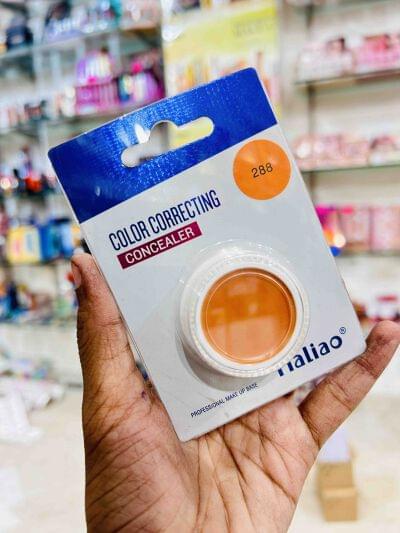 288
COLOR CORRECTING
CONCEALER
Haliao®
PROFESSIONAL MAKE UP BASE